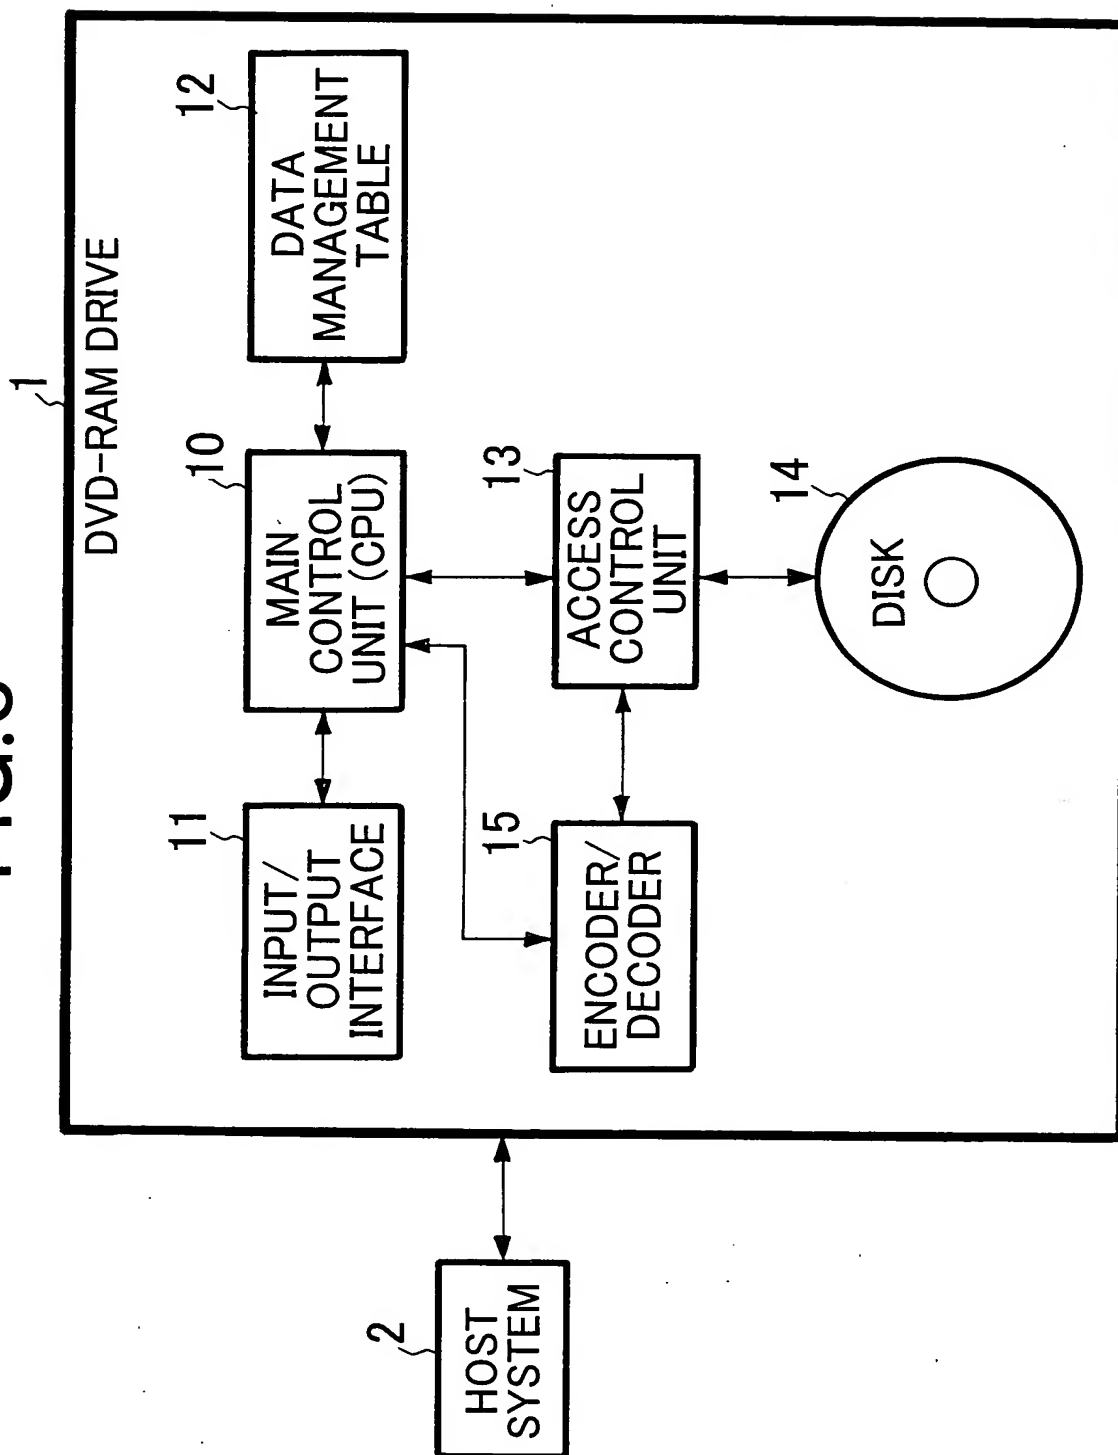 FIG.
1
DVD-RAM DRIVE
11
INPUT/
OUTPUT
INTERFACE
10
MAIN
CONTROL
UNIT (CPU)
12
DATA
MANAGEMENT
TABLE
2
HOST
SYSTEM
15
ENCODER/
DECODER
13
ACCESS
CONTROL
UNIT
14
DISK